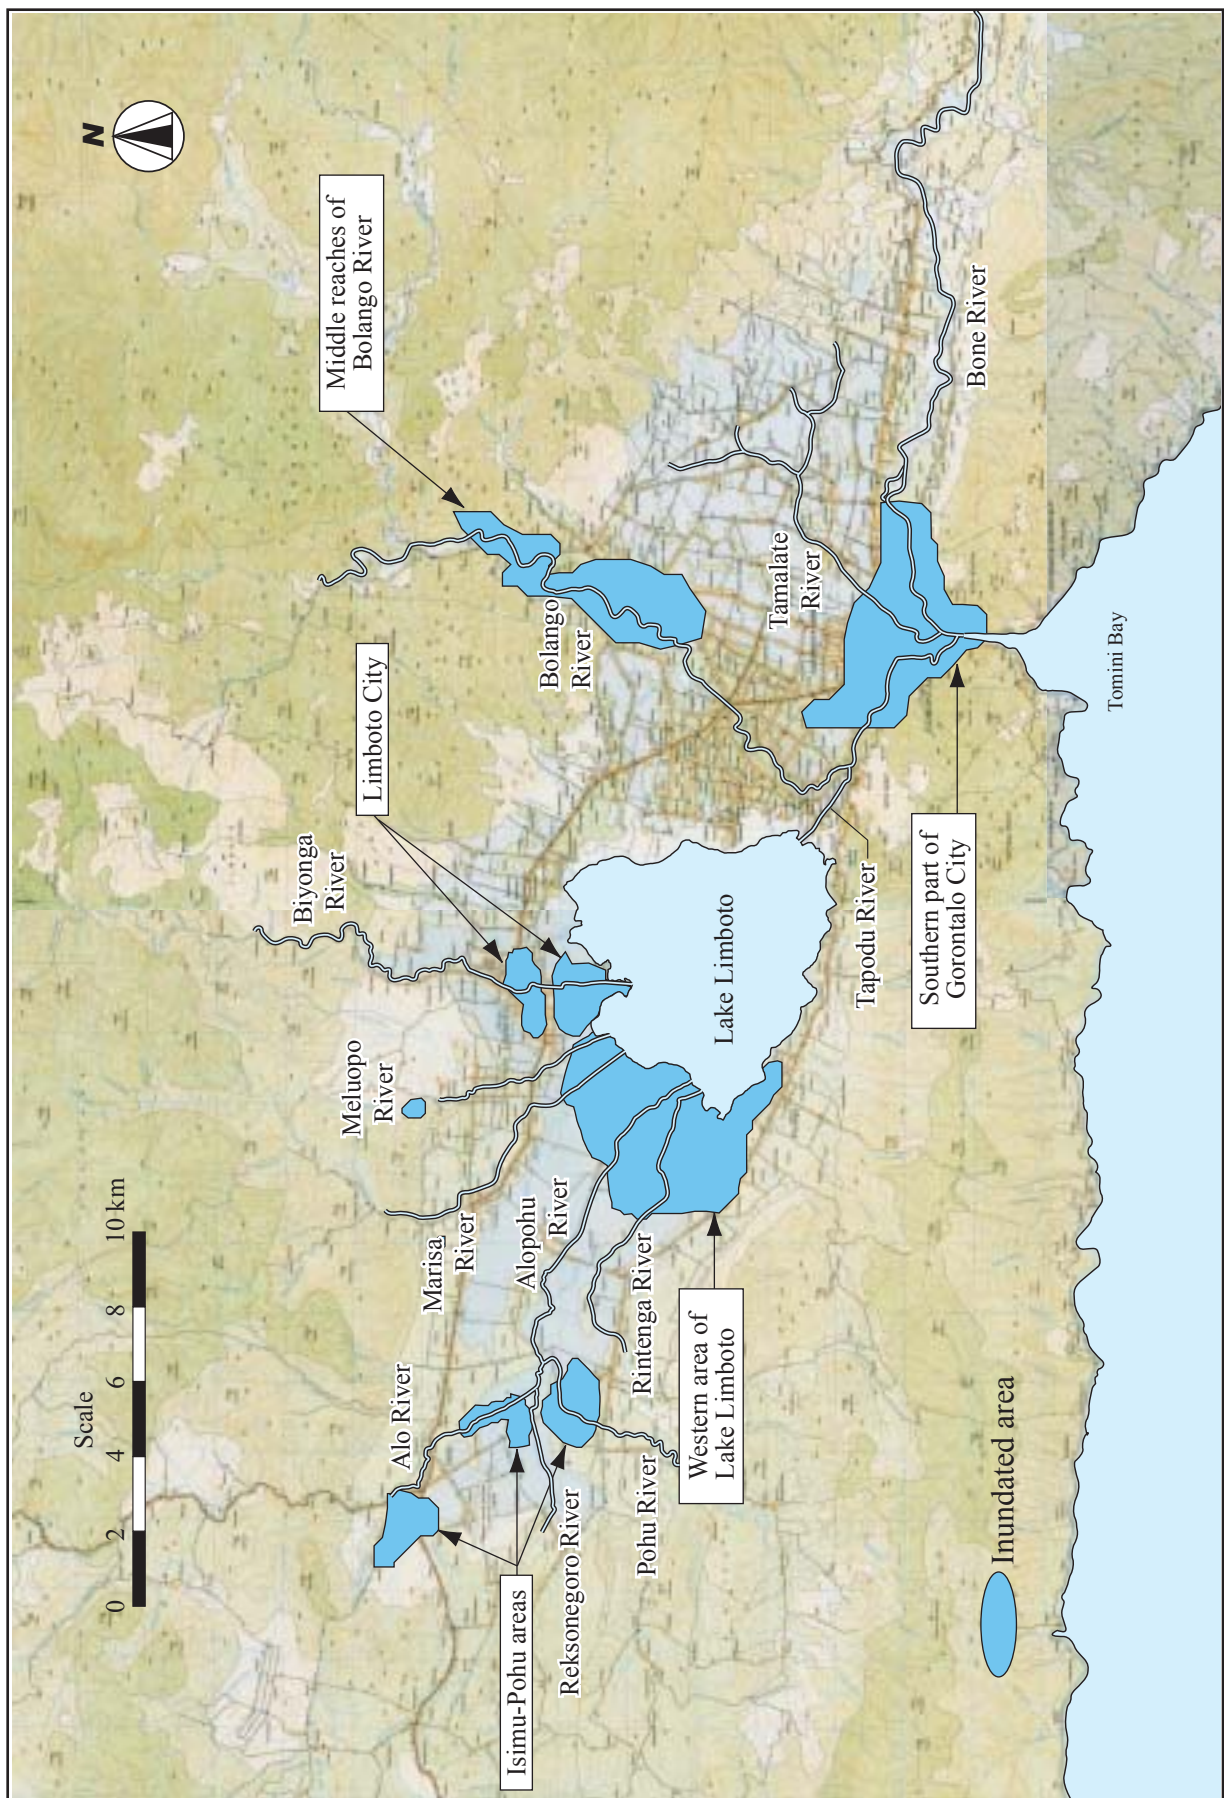 N
Scale
0 2 4 6 8 10 km
Middle reaches of
Bolango River
Limboto City
Biyonga
River
Meluopo
River
Marisa
River
Alo River
Alopohu
River
Isimu-Pohu areas
Reksonegoro River
Pohu River
Rintenga River
Western area of
Lake Limboto
Lake Limboto
Bolango
River
Tamalate
River
Bone River
Tapodu River
Southern part of
Gorontalo City
Tomini Bay
Inundated area